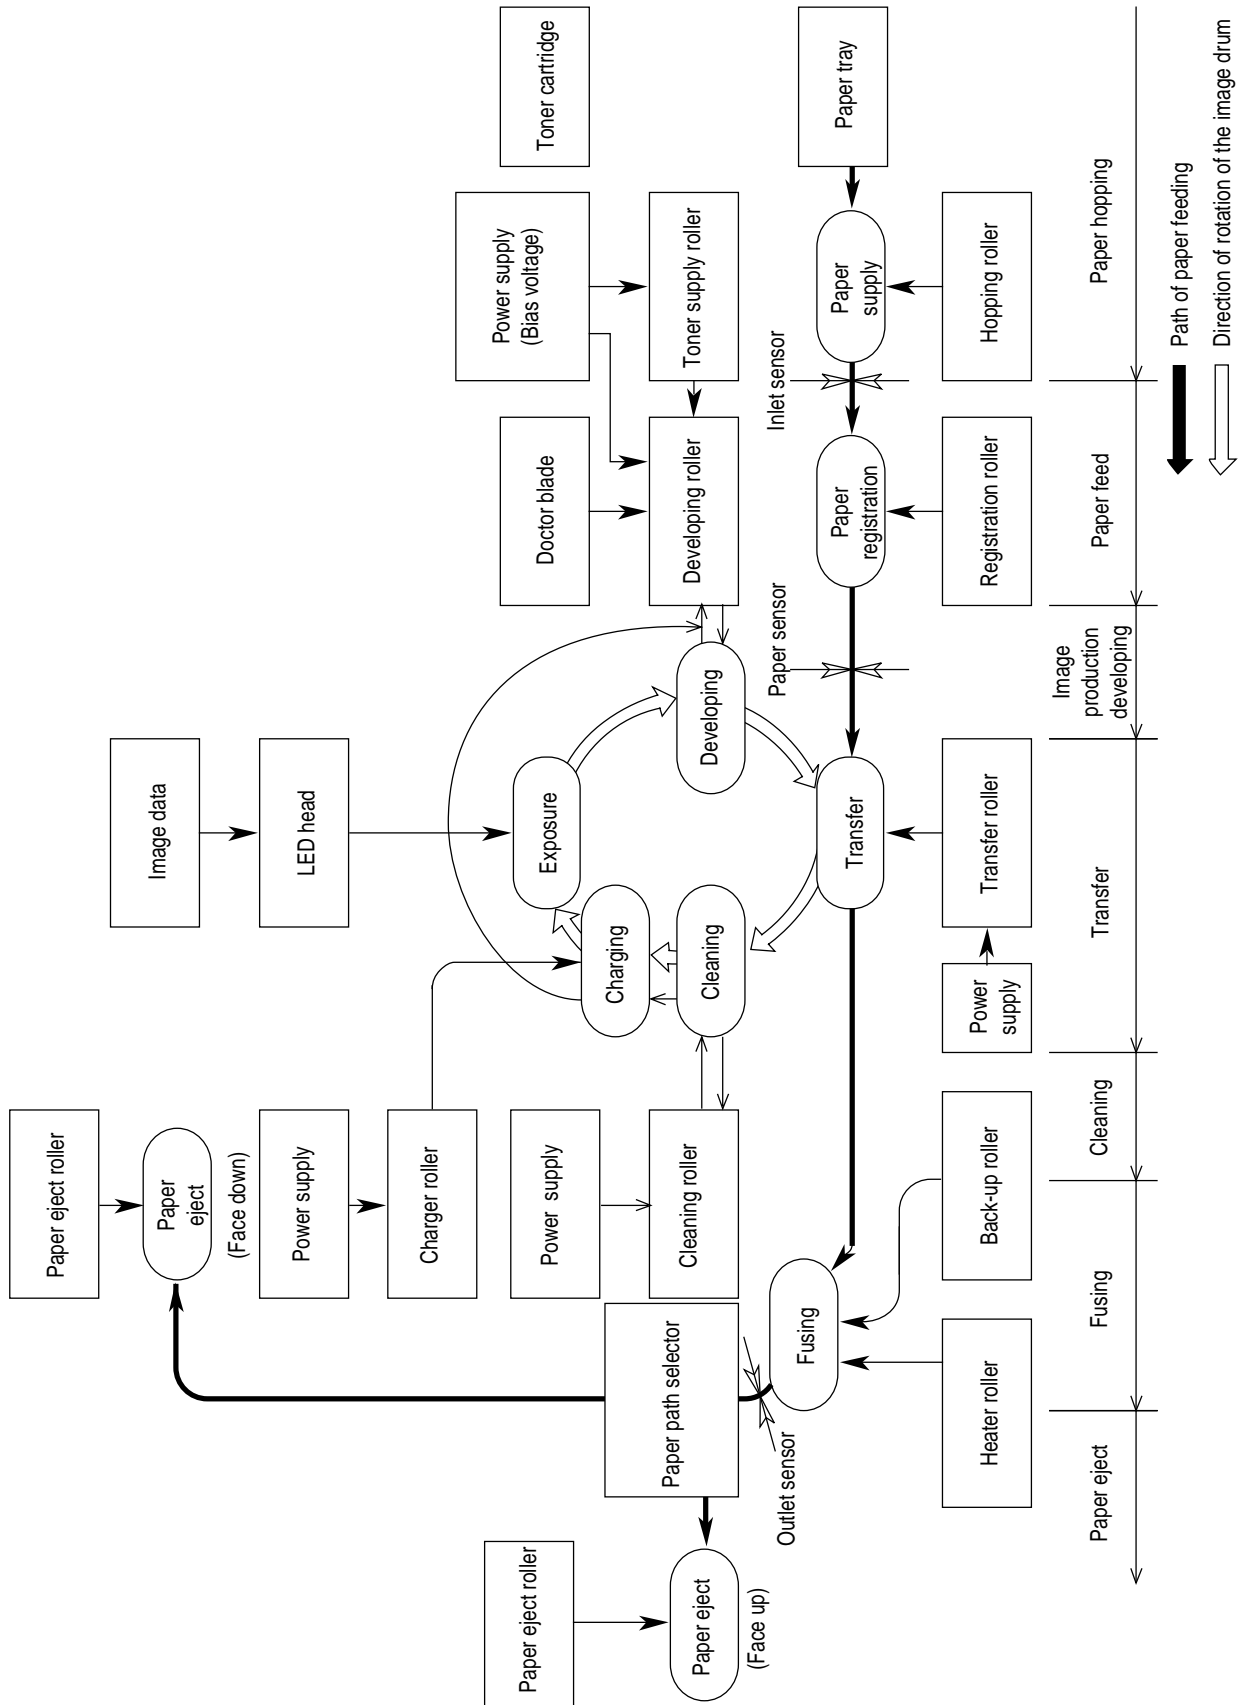 Paper eject roller
Paper
eject
(Face down)
Image data
Power supply
LED head
Charger roller
Power supply
(Bias voltage)
Toner cartridge
Paper eject roller
Power supply
Exposure
Doctor blade
Charging
Paper path selector
Cleaning roller
Cleaning
Developing
Developing roller
Toner supply roller
Paper eject
(Face up)
Outlet sensor
Paper sensor
Inlet sensor
Fusing
Transfer
Paper
registration
Paper
supply
Paper tray
Heater roller
Back-up roller
Power
supply
Transfer roller
Registration roller
Hopping roller
Paper eject
Fusing
Cleaning
Transfer
Image
production
developing
Paper feed
Paper hopping
Path of paper feeding
Direction of rotation of the image drum